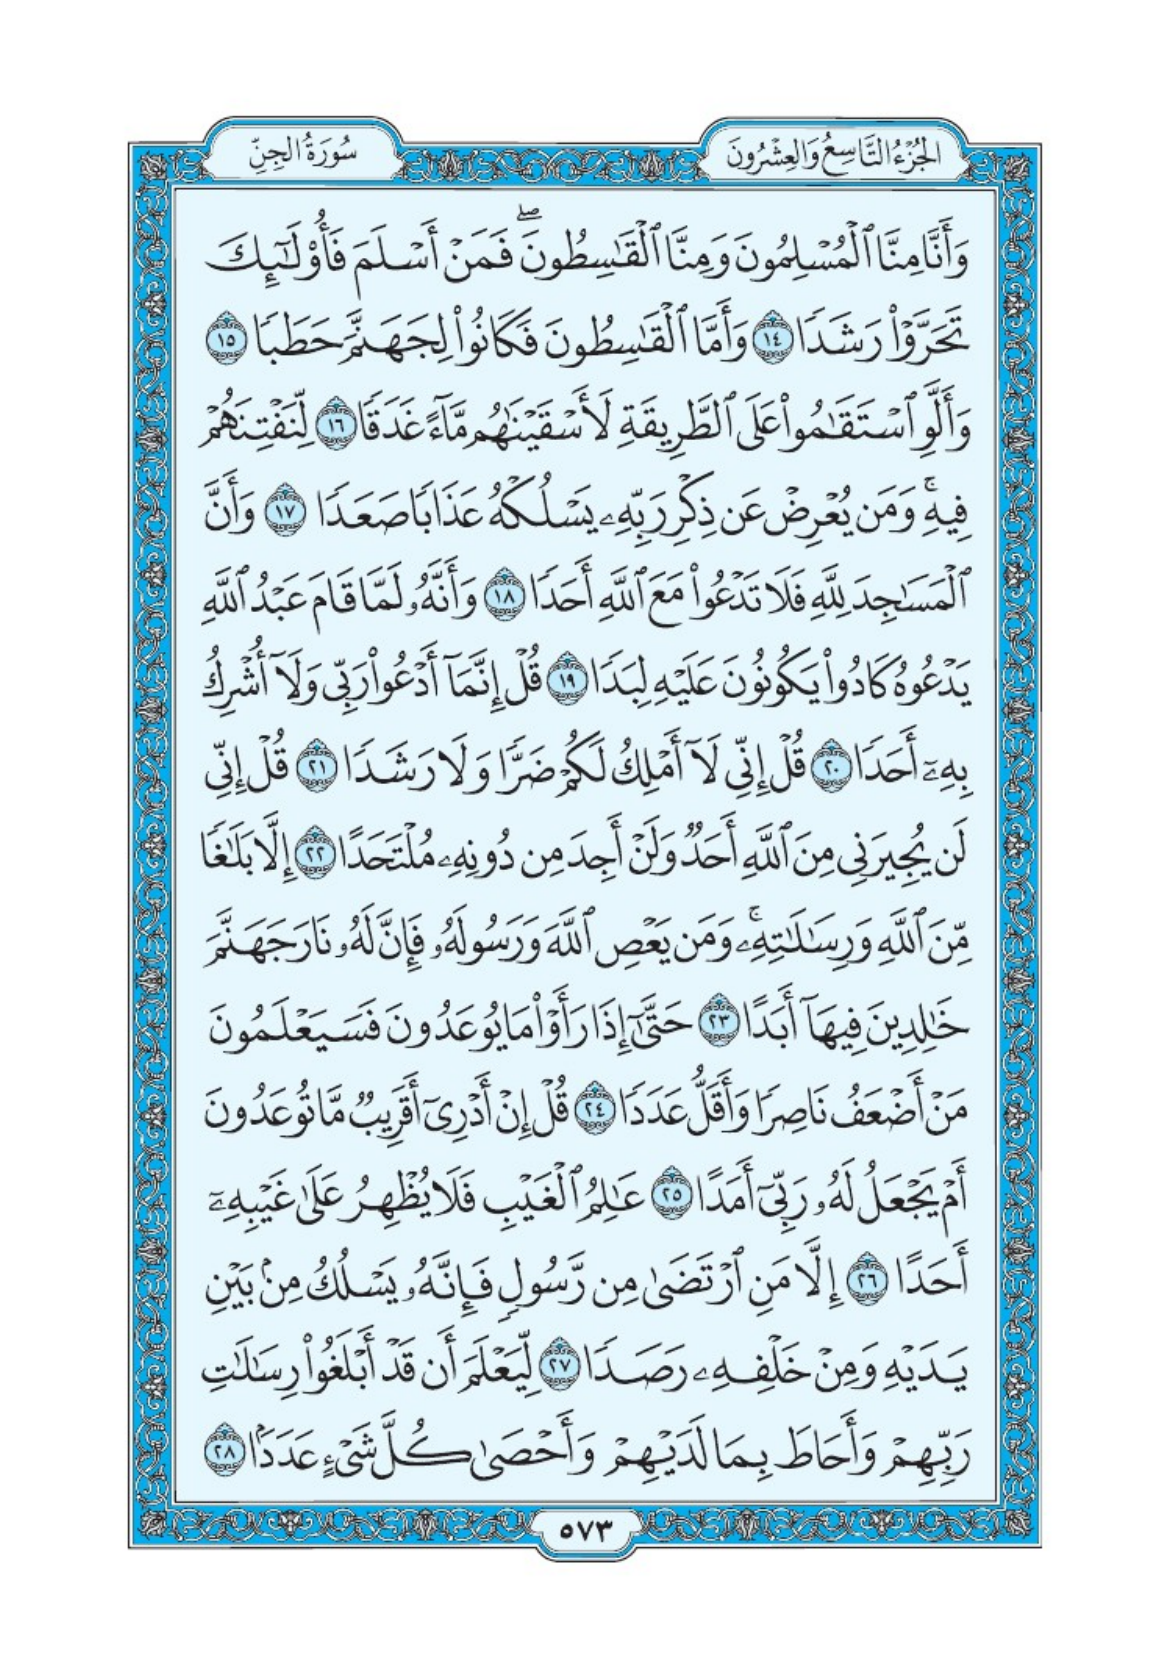 الجُزْءُ التَّاسِعُ وَالعِشْرُونَ
سُورَةُ الجِنِّ
وَأَنَّا مِنَّا ٱلْمُسْلِمُونَ وَمِنَّا ٱلْقَٰسِطُونَۖ فَمَنْ أَسْلَمَ فَأُو۟لَٰٓئِكَ
تَحَرَّوْا۟ رَشَدًا ١٤ وَأَمَّا ٱلْقَٰسِطُونَ فَكَانُوا۟ لِجَهَنَّمَ حَطَبًا ١٥
وَأَلَّوِ ٱسْتَقَٰمُوا۟ عَلَى ٱلطَّرِيقَةِ لَأَسْقَيْنَٰهُم مَّآءً غَدَقًا ١٦ لِّنَفْتِنَهُمْ
فِيهِۚ وَمَن يُعْرِضْ عَن ذِكْرِ رَبِّهِۦ يَسْلُكْهُ عَذَابًا صَعَدًا ١٧ وَأَنَّ
ٱلْمَسَٰجِدَ لِلَّهِ فَلَا تَدْعُوا۟ مَعَ ٱللَّهِ أَحَدًا ١٨ وَأَنَّهُۥ لَمَّا قَامَ عَبْدُ ٱللَّهِ
يَدْعُوهُ كَادُوا۟ يَكُونُونَ عَلَيْهِ لِبَدًا ١٩ قُلْ إِنَّمَآ أَدْعُوا۟ رَبِّى وَلَآ أُشْرِكُ
بِهِۦٓ أَحَدًا ٢٠ قُلْ إِنِّى لَآ أَمْلِكُ لَكُمْ ضَرًّا وَلَا رَشَدًا ٢١ قُلْ إِنِّى
لَن يُجِيرَنِى مِنَ ٱللَّهِ أَحَدٌ وَلَنْ أَجِدَ مِن دُونِهِۦ مُلْتَحَدًا ٢٢ إِلَّا بَلَٰغًا
مِّنَ ٱللَّهِ وَرِسَٰلَٰتِهِۦۚ وَمَن يَعْصِ ٱللَّهَ وَرَسُولَهُۥ فَإِنَّ لَهُۥ نَارَ جَهَنَّمَ
خَٰلِدِينَ فِيهَآ أَبَدًا ٢٣ حَتَّىٰٓ إِذَا رَأَوْا۟ مَا يُوعَدُونَ فَسَيَعْلَمُونَ
مَنْ أَضْعَفُ نَاصِرًا وَأَقَلُّ عَدَدًا ٢٤ قُلْ إِنْ أَدْرِىٓ أَقَرِيبٌ مَّا تُوعَدُونَ
أَمْ يَجْعَلُ لَهُۥ رَبِّىٓ أَمَدًا ٢٥ عَٰلِمُ ٱلْغَيْبِ فَلَا يُظْهِرُ عَلَىٰ غَيْبِهِۦٓ
أَحَدًا ٢٦ إِلَّا مَنِ ٱرْتَضَىٰ مِن رَّسُولٍ فَإِنَّهُۥ يَسْلُكُ مِنۢ بَيْنِ
يَدَيْهِ وَمِنْ خَلْفِهِۦ رَصَدًا ٢٧ لِّيَعْلَمَ أَن قَدْ أَبْلَغُوا۟ رِسَٰلَٰتِ
رَبِّهِمْ وَأَحَاطَ بِمَا لَدَيْهِمْ وَأَحْصَىٰ كُلَّ شَىْءٍ عَدَدًۢا ٢٨
٥٧٣